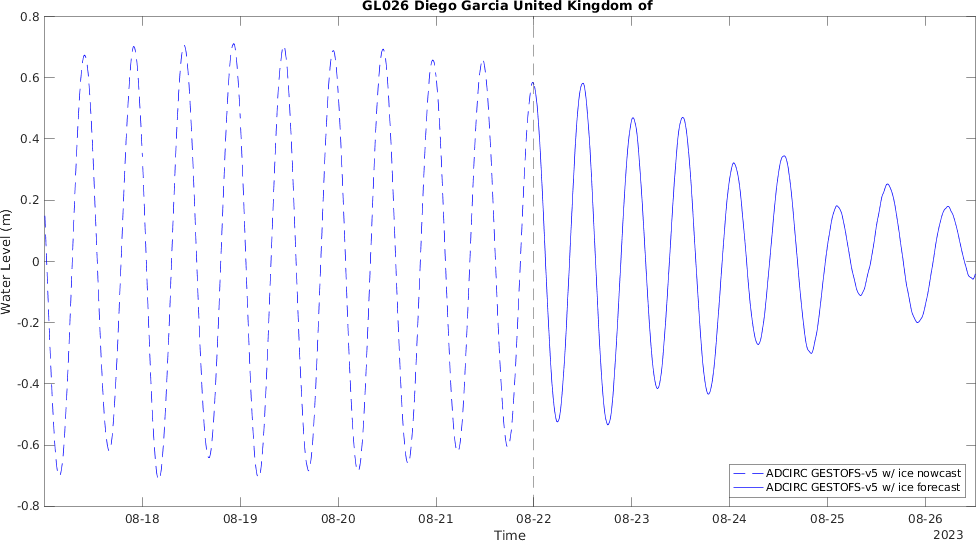 GL026 Diego Garcia United Kingdom of
0.8
0.6
0.4
0.2
0
-0.2
-0.4
-0.6
-0.8
Water Level (m)
08-18 08-19 08-20 08-21 08-22 08-23 08-24 08-25 08-26
Time
2023
ADCIRC GESTOFS-v5 w/ ice nowcast
ADCIRC GESTOFS-v5 w/ ice forecast